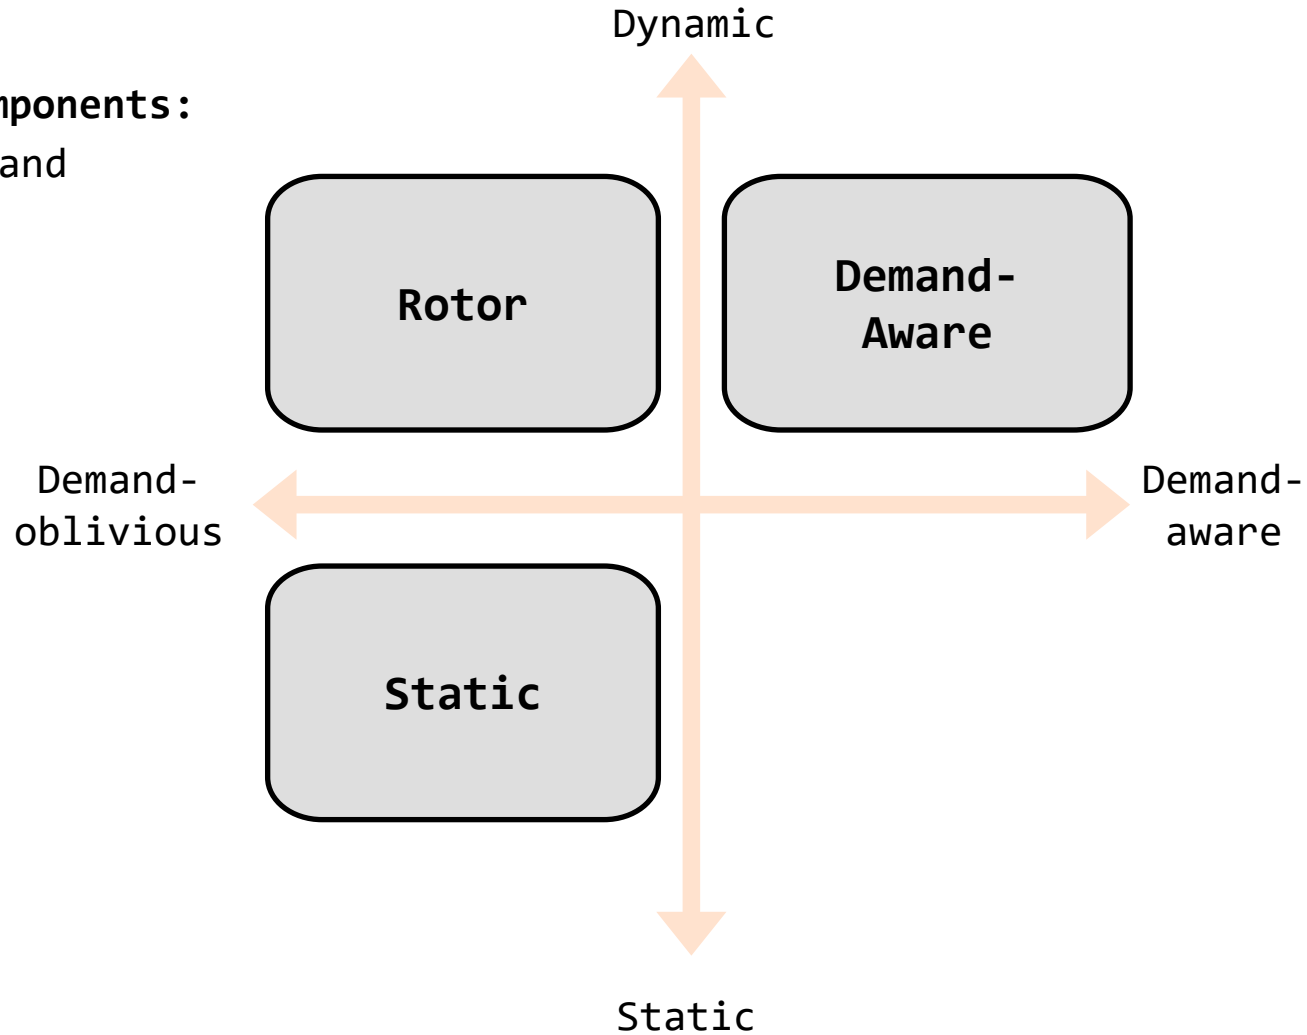 Dynamic
mponents:
and
Rotor
Demand-
Aware
Demand-
oblivious
Demand-
aware
Static
Static